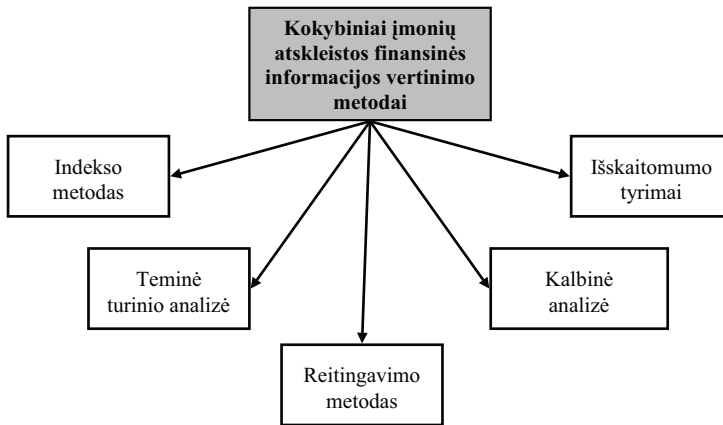 Kokybiniai įmonių
atskleistos finansinės
informacijos vertinimo
metodai
Indekso
metodas
Išskaitomumo
tyrimai
Teminė
turinio analizė
Kalbinė
analizė
Reitingavimo
metodas